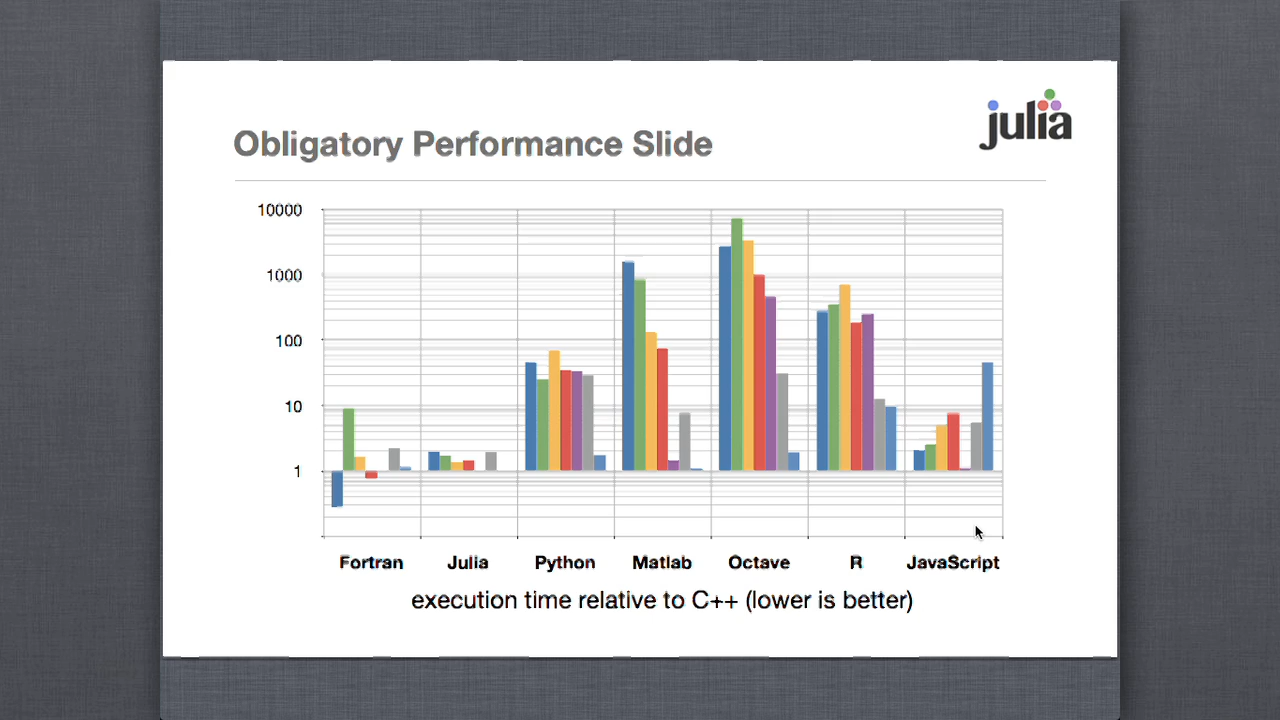 julia
Obligatory Performance Slide
10000
1000
100
10
1
Fortran Julia Python Matlab Octave R JavaScript
execution time relative to C++ (lower is better)